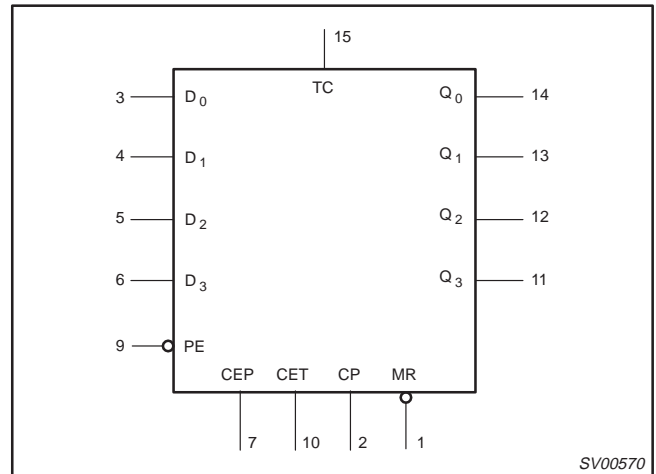 15
TC
3 D0 Q0 14
4 D1 Q1 13
5 D2 Q2 12
6 D3 Q3 11
9 PE
CEP CET CP MR
7 10 2 1
SV00570